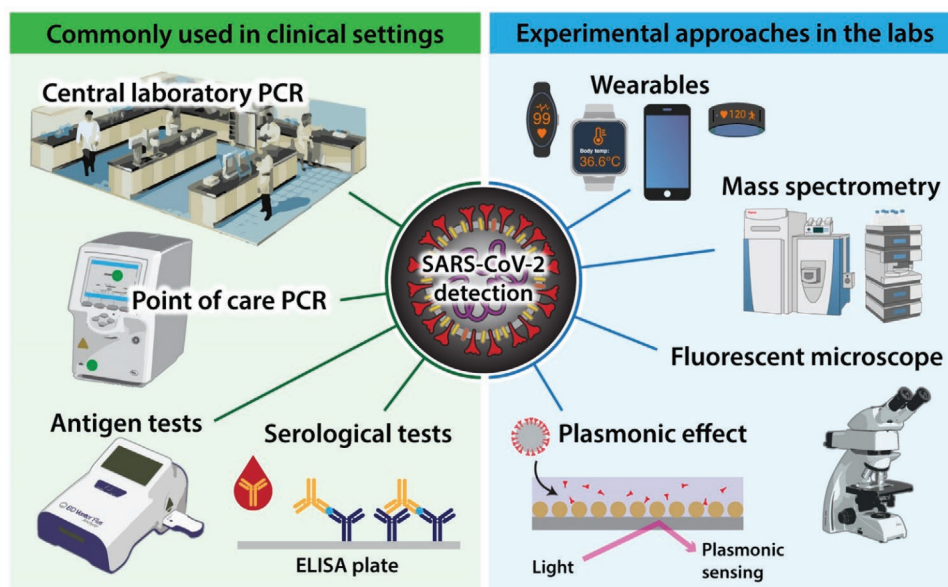 Commonly used in clinical settings
Central laboratory PCR
Point of care PCR
Antigen tests
Serological tests
ELISA plate
SARS-CoV-2
detection
Experimental approaches in the labs
Wearables
99
Body temp:
36.6°C
120
Mass spectrometry
Fluorescent microscope
Plasmonic effect
Light
Plasmonic
sensing